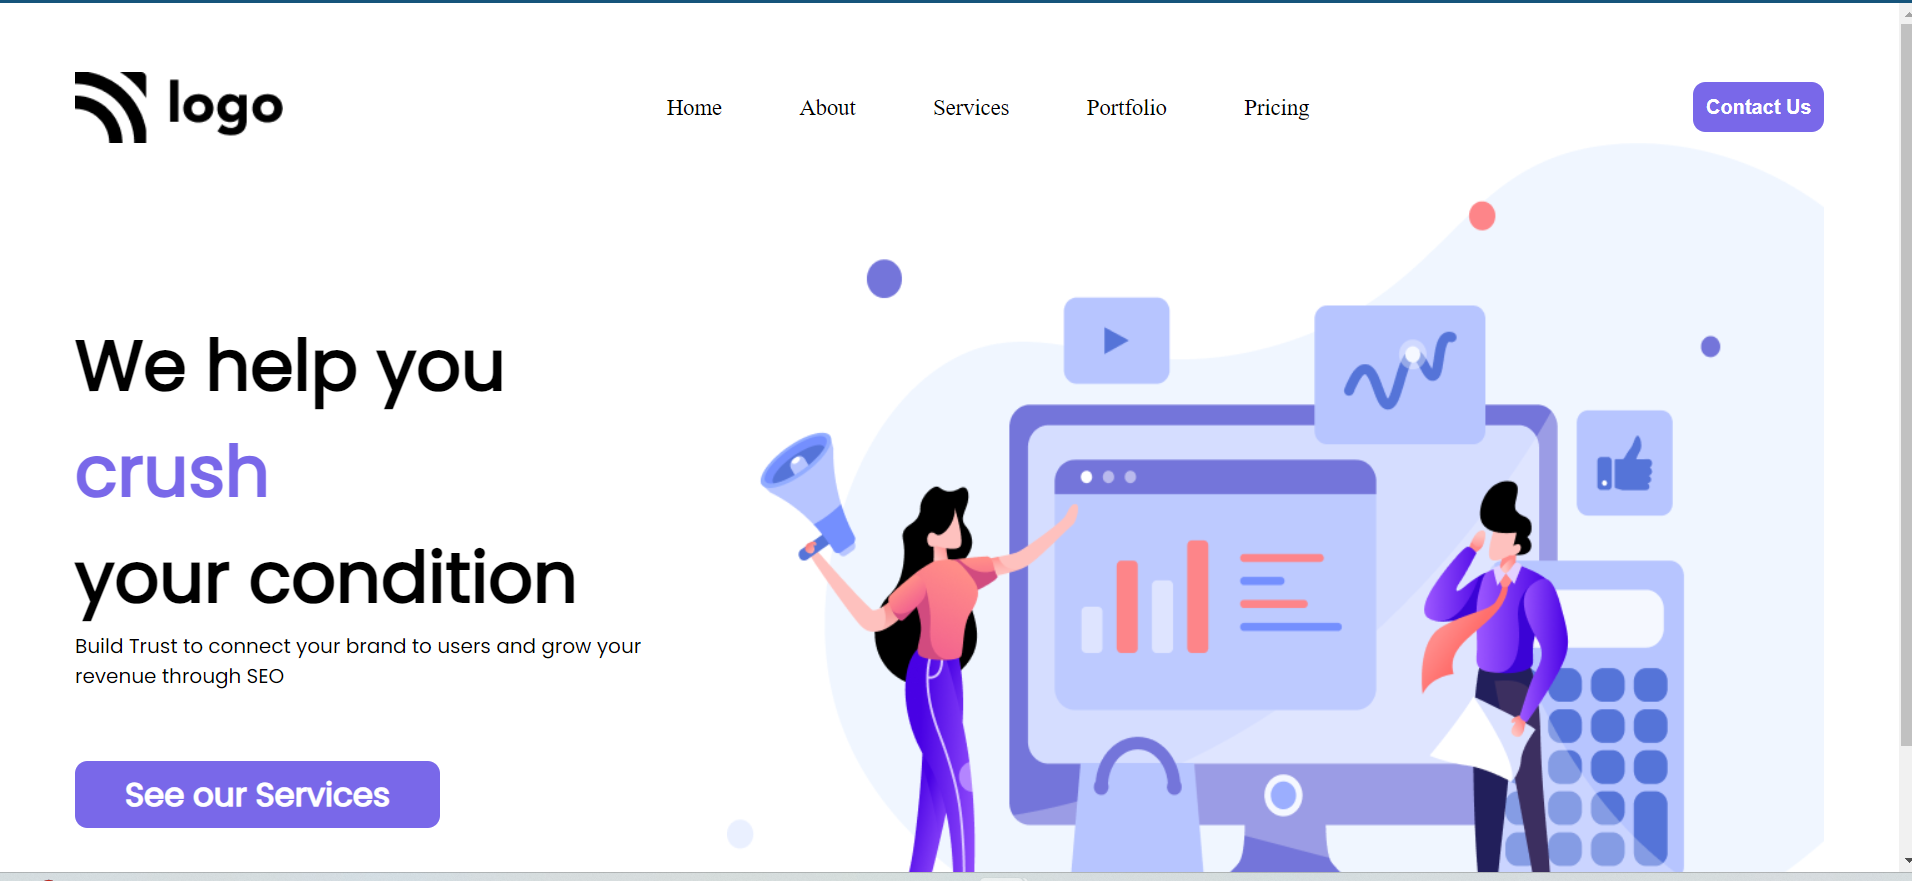 logo
Home About Services Portfolio Pricing
Contact Us
We help you
crush
your condition
Build Trust to connect your brand to users and grow your
revenue through SEO
See our Services